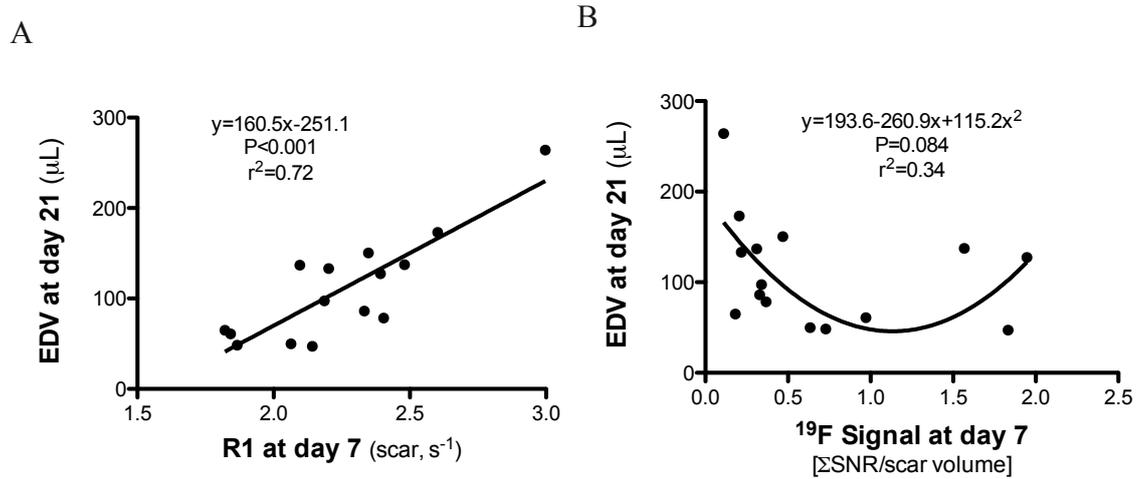 A
EDV at day 21 (μL)
300
200
100
0
y=160.5x-251.1
P<0.001
r²=0.72
1.5 2.0 2.5 3.0
R1 at day 7 (scar, s⁻¹)
B
EDV at day 21 (μL)
300
200
100
0
y=193.6-260.9x+115.2x²
P=0.084
r²=0.34
0.0 0.5 1.0 1.5 2.0 2.5
¹⁹F Signal at day 7
[ΣSNR/scar volume]